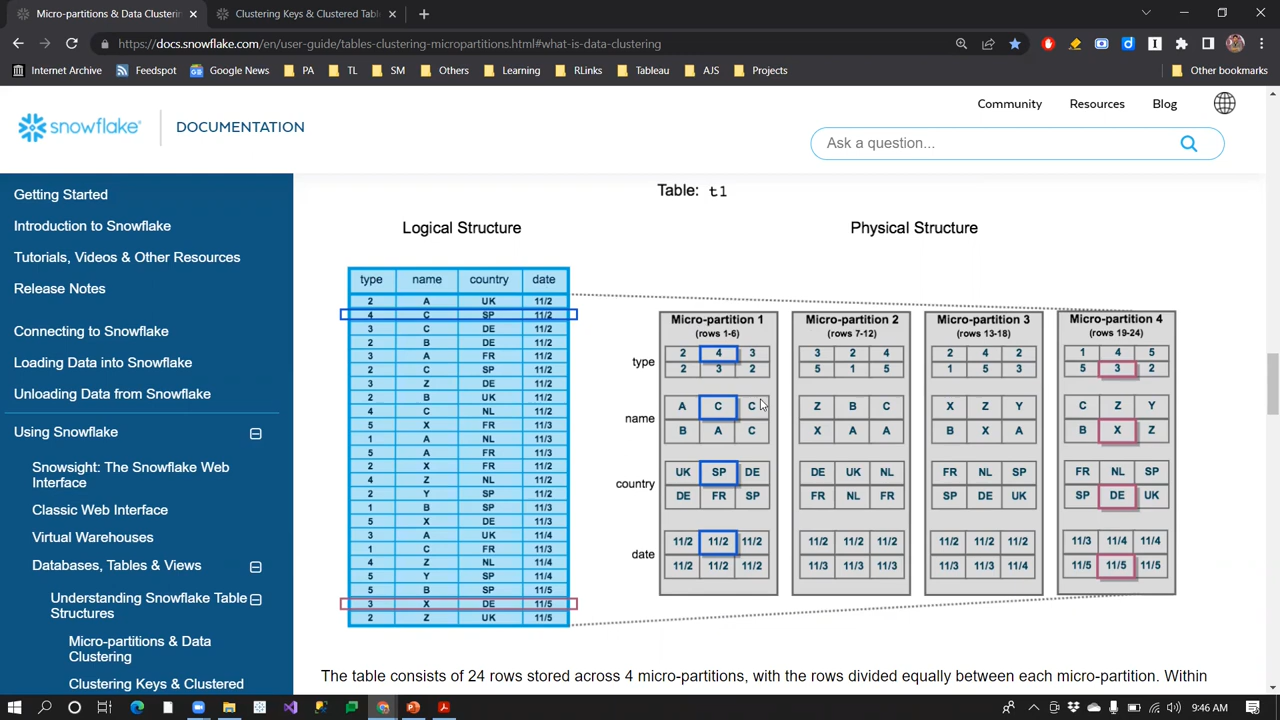 Micro-partitions & Data Clusterin
Clustering Keys & Clustered Table
https://docs.snowflake.com/en/user-guide/tables-clustering-micropartitions.html#what-is-data-clustering
Internet Archive Feedspot Google News PA TL SM Others Learning RLinks Tableau AJS Projects Other bookmarks
Community Resources Blog
snowflake DOCUMENTATION
Ask a question...
Getting Started
Introduction to Snowflake
Tutorials, Videos & Other Resources
Release Notes
Connecting to Snowflake
Loading Data into Snowflake
Unloading Data from Snowflake
Using Snowflake
Snowsight: The Snowflake Web
Interface
Classic Web Interface
Virtual Warehouses
Databases, Tables & Views
Understanding Snowflake Table
Structures
Micro-partitions & Data
Clustering
Clustering Keys & Clustered
Table: t1
Logical Structure
Physical Structure
type name country date
2 A UK 11/2
4 C SP 11/2
3 C DE 11/2
2 B DE 11/2
3 A FR 11/2
2 C SP 11/2
3 Z DE 11/2
2 B UK 11/2
4 C NL 11/2
5 X FR 11/3
1 A NL 11/3
5 A FR 11/3
2 X FR 11/2
4 Z NL 11/2
2 Y SP 11/2
1 B SP 11/3
5 X DE 11/3
3 A UK 11/4
1 C FR 11/3
4 Z NL 11/4
5 Y SP 11/4
5 B SP 11/5
3 X DE 11/5
2 Z UK 11/5
Micro-partition 1 Micro-partition 2 Micro-partition 3 Micro-partition 4
(rows 1-6) (rows 7-12) (rows 13-18) (rows 19-24)
type
2 4 3 3 2 4 2 4 2 1 4 5
2 3 2 5 1 5 1 5 3 5 3 2
name
A C C Z B C X Z Y C Z Y
B A C X A A B X A B X Z
country
UK SP DE DE UK NL FR NL SP FR NL SP
DE FR SP FR NL FR SP DE UK SP DE UK
date
11/2 11/2 11/2 11/2 11/2 11/2 11/2 11/2 11/2 11/3 11/4 11/4
11/2 11/2 11/2 11/3 11/3 11/3 11/3 11/3 11/4 11/5 11/5 11/5
The table consists of 24 rows stored across 4 micro-partitions, with the rows divided equally between each micro-partition. Within
9:46 AM